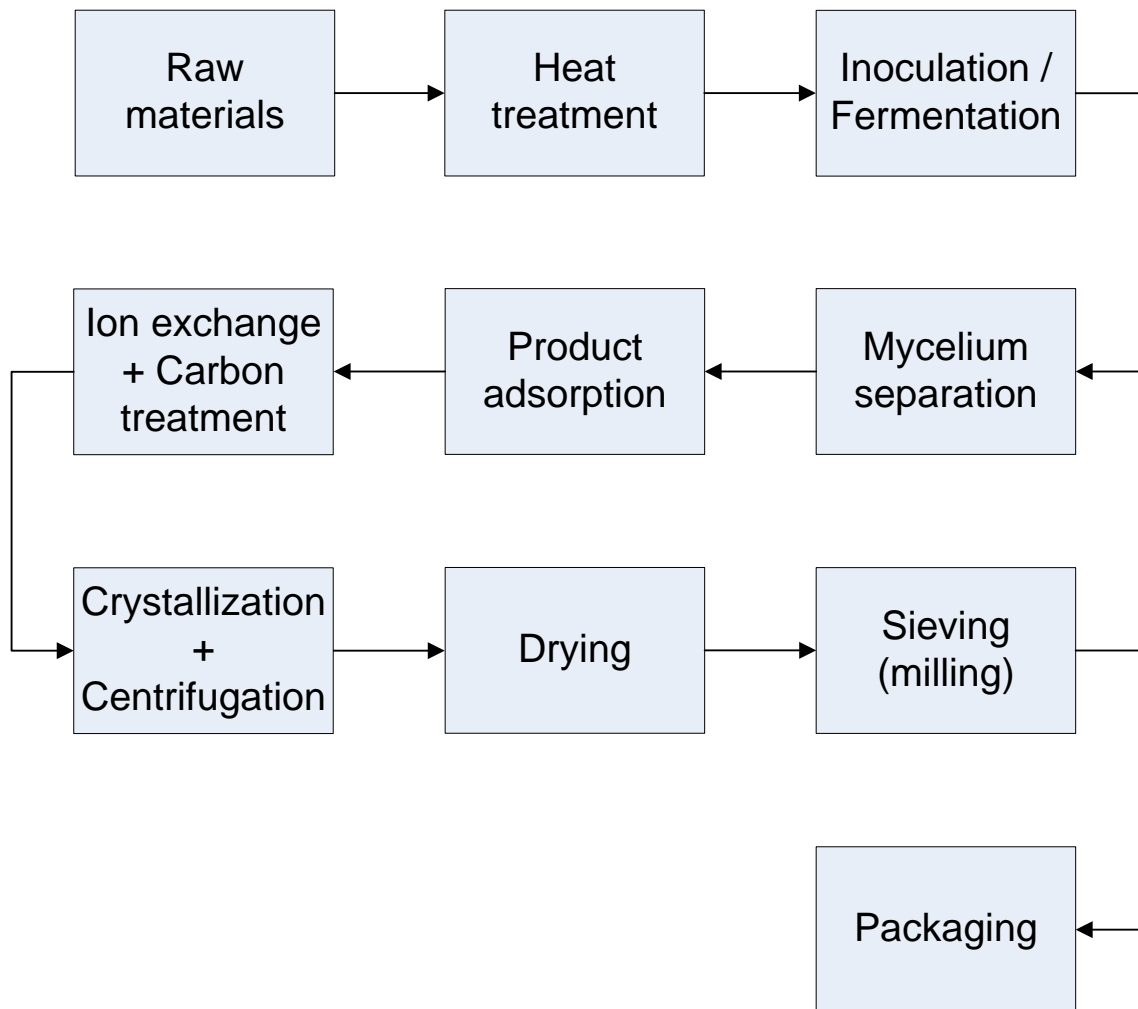 Raw
materials
Heat
treatment
Inoculation /
Fermentation
Ion exchange
+ Carbon
treatment
Product
adsorption
Mycelium
separation
Crystallization
+
Centrifugation
Drying
Sieving
(milling)
Packaging